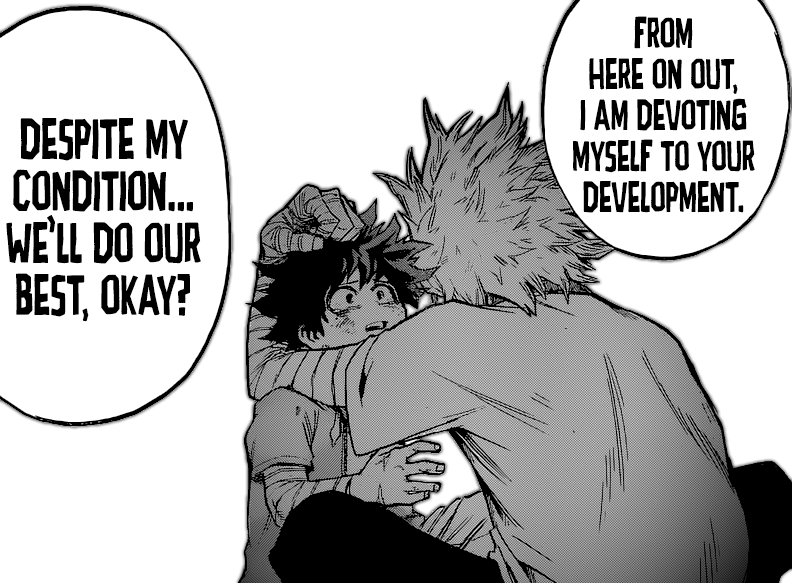 FROM
HERE ON OUT,
I AM DEVOTING
MYSELF TO YOUR
DEVELOPMENT.
DESPITE MY
CONDITION...
WE'LL DO OUR
BEST, OKAY?